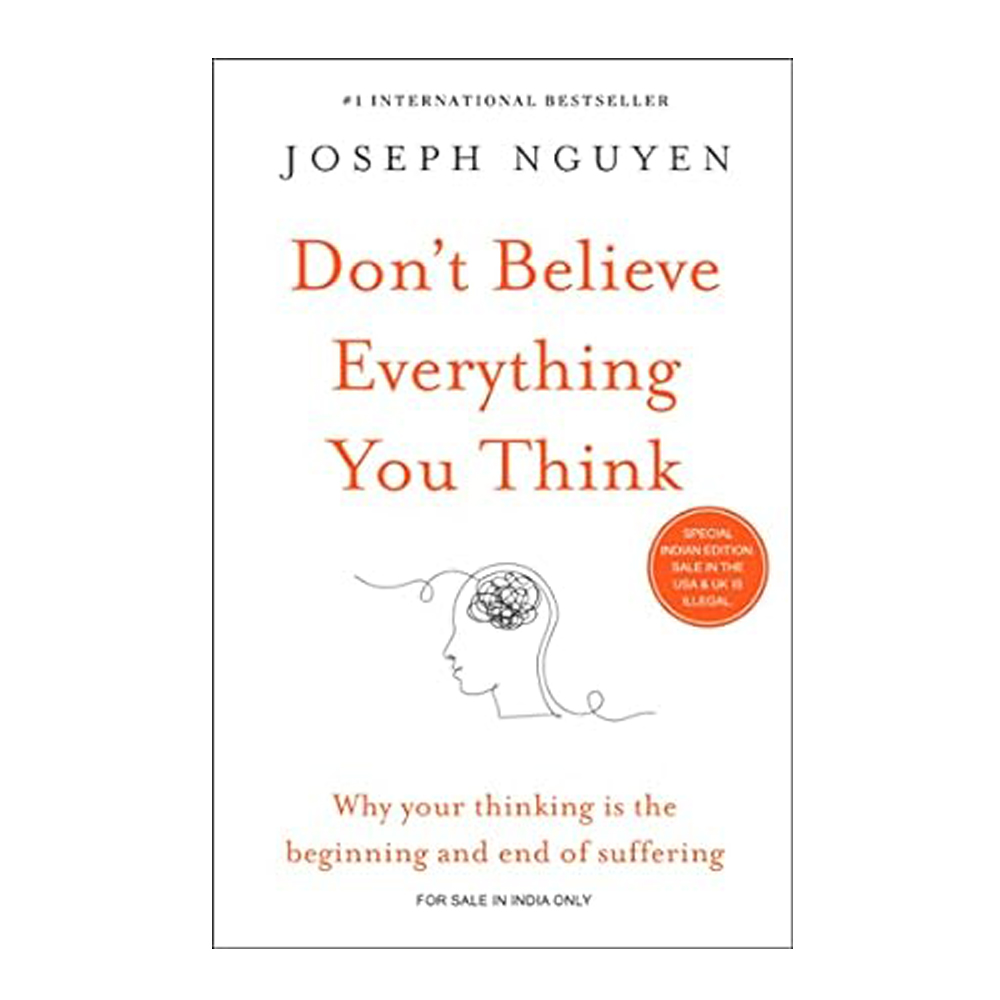 #1 INTERNATIONAL BESTSELLER
JOSEPH NGUYEN
Don't Believe
Everything
You Think
SPECIAL
INDIAN EDITION
SALE IN THE
USA & UK IS
ILLEGAL.
Why your thinking is the
beginning and end of suffering
FOR SALE IN INDIA ONLY